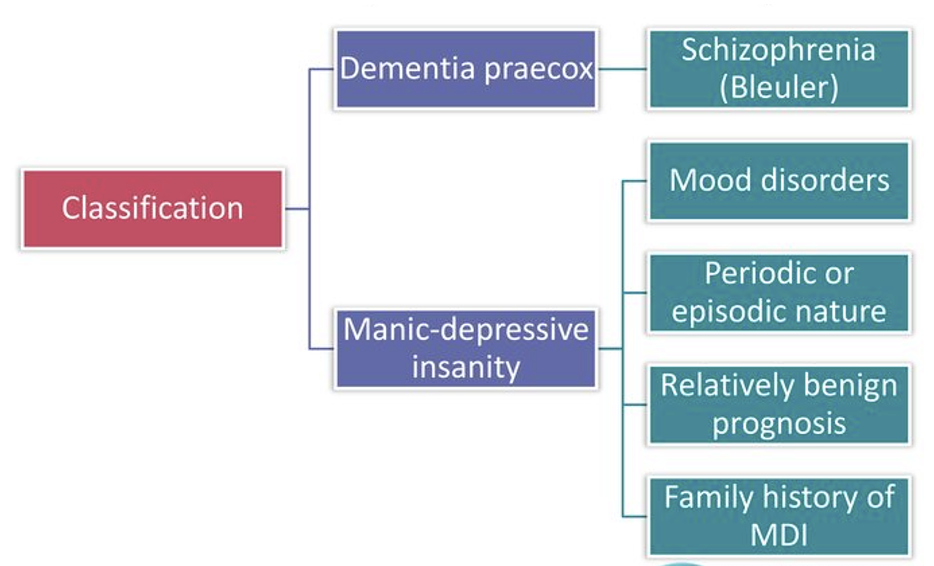 Classification
Dementia praecox
Schizophrenia
(Bleuler)
Manic-depressive
insanity
Mood disorders
Periodic or
episodic nature
Relatively benign
prognosis
Family history of
MDI